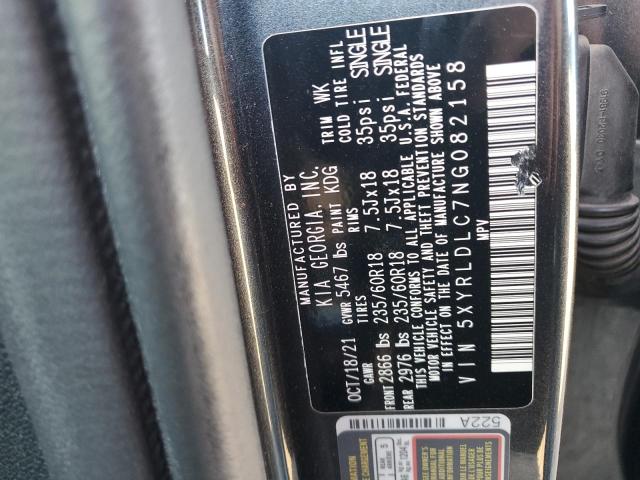 MANUFACTURED BY
KIA GEORGIA, INC.
OCT/18/21 GVWR 5467 lbs PAINT KDG TRIM WK
GAWR TIRES RIMS COLD TIRE INFL
FRONT 2866 lbs 235/60R18 7.5Jx18 35psi SINGLE
REAR 2976 lbs 235/60R18 7.5Jx18 35psi SINGLE
THIS VEHICLE CONFORMS TO ALL APPLICABLE U.S.A. FEDERAL
MOTOR VEHICLE SAFETY AND THEFT PREVENTION STANDARDS
IN EFFECT ON THE DATE OF MANUFACTURE SHOWN ABOVE
VIN 5XYRLDLC7NG082158
MPV
522A
REAR
5